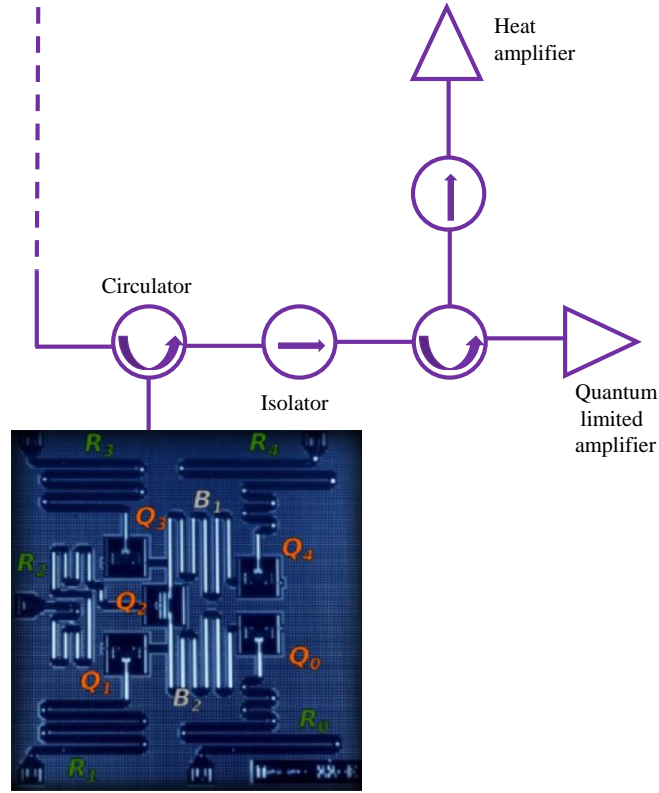 Heat
amplifier
Circulator
Isolator
Quantum
limited
amplifier
R3
R4
B1
Q3
Q4
R2
Q2
Q1
Q0
B2
R0
R1